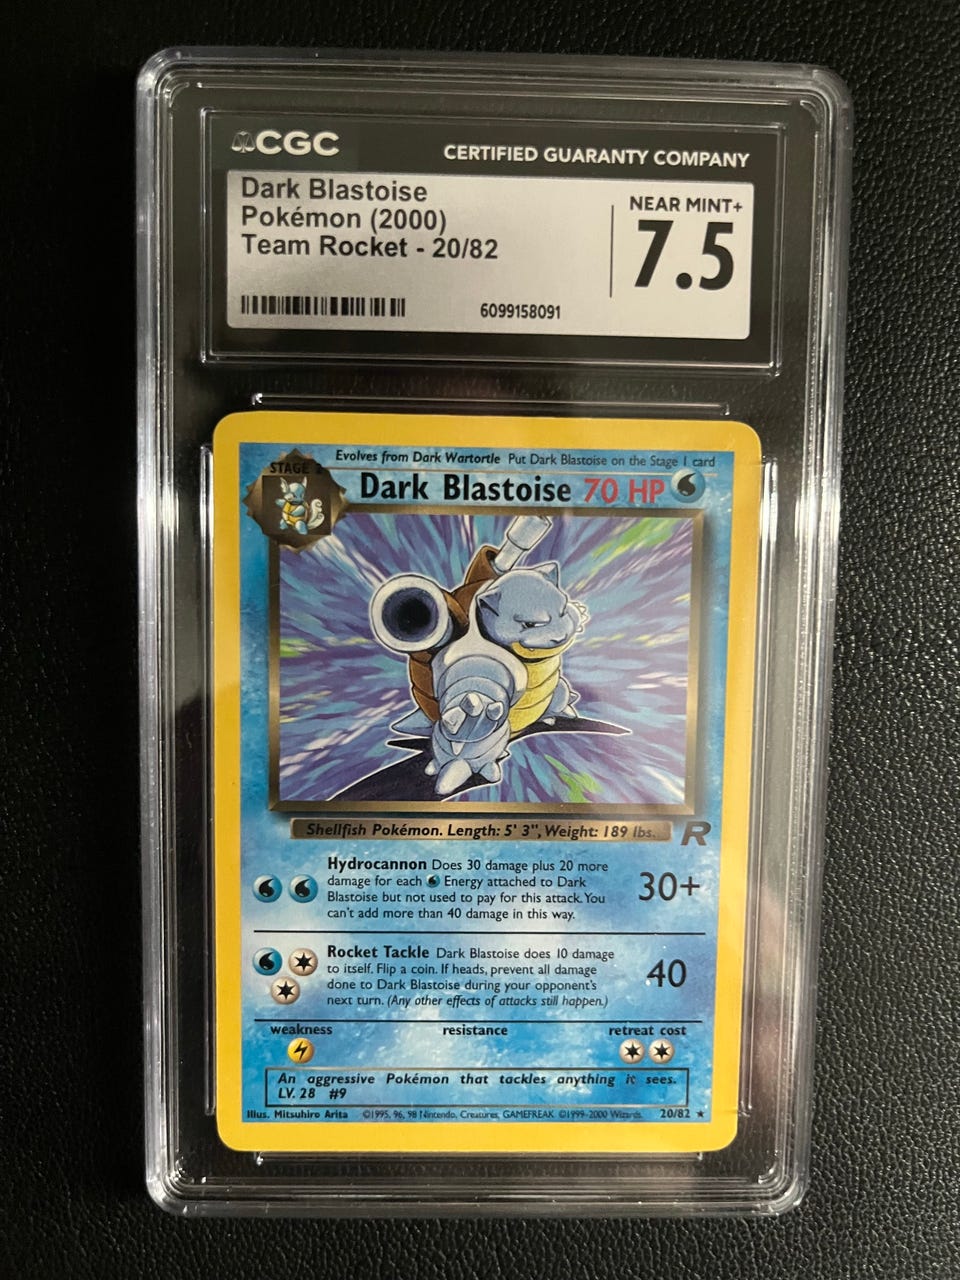 CGC
CERTIFIED GUARANTY COMPANY
Dark Blastoise
Pokémon (2000)
Team Rocket - 20/82
6099158091
NEAR MINT+
7.5
STAGE 2
Evolves from Dark Wartortle Put Dark Blastoise on the Stage 1 card
Dark Blastoise 70 HP
Shellfish Pokémon. Length: 5' 3", Weight: 189 lbs.
R
Hydrocannon Does 30 damage plus 20 more
damage for each Energy attached to Dark
Blastoise but not used to pay for this attack. You
can't add more than 40 damage in this way.
30+
Rocket Tackle Dark Blastoise does 10 damage
to itself. Flip a coin. If heads, prevent all damage
done to Dark Blastoise during your opponent's
next turn. (Any other effects of attacks still happen.)
40
weakness resistance retreat cost
An aggressive Pokémon that tackles anything it sees.
LV. 28 #9
Illus. Mitsuhiro Arita ©1995, 96, 98 Nintendo, Creatures, GAMEFREAK. ©1999-2000 Wizards. 20/82 ★